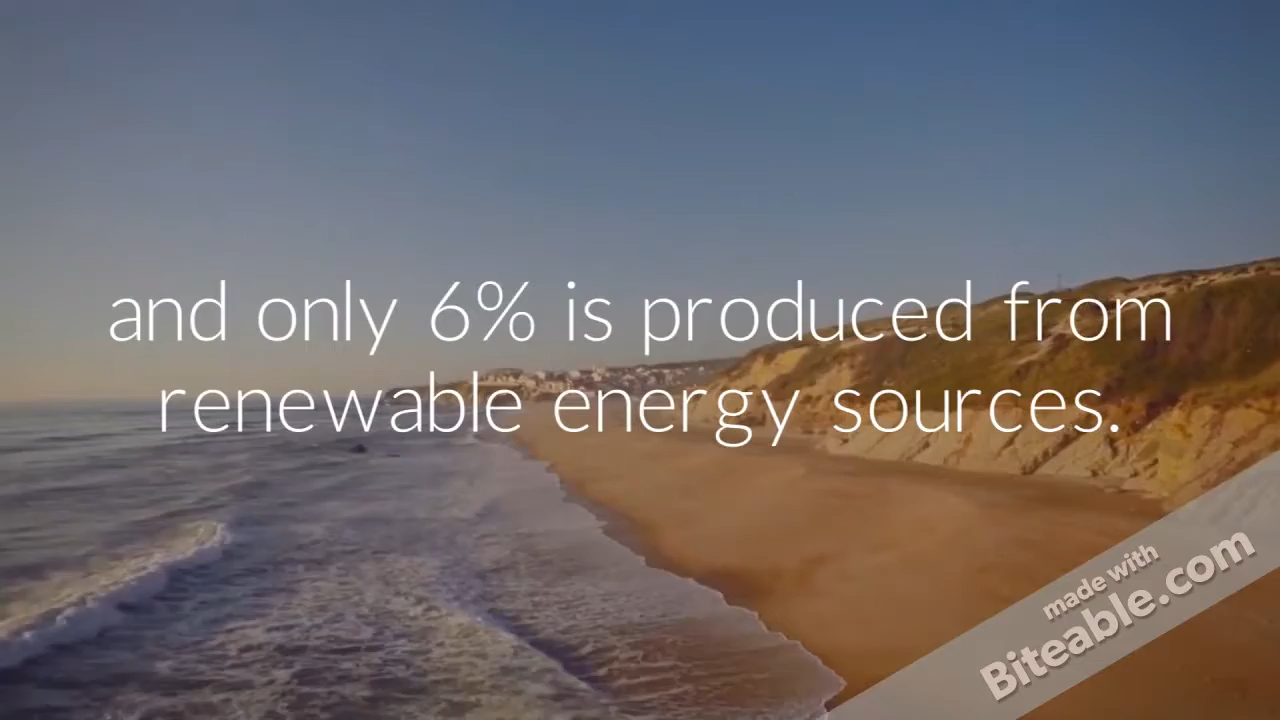 and only 6% is produced from
renewable energy sources.
made with
Biteable.com